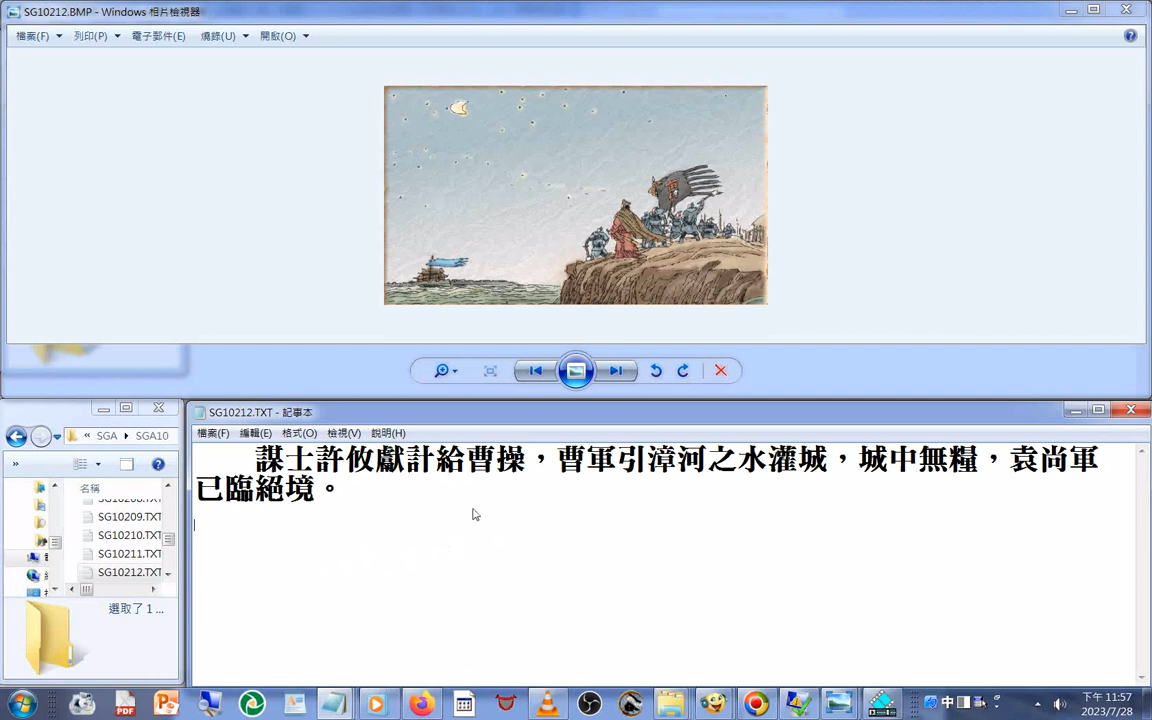 SG10212.BMP - Windows 相片檢視器
檔案(F) 列印(P) 電子郵件(E) 燒錄(U) 開啟(O)
SGA SGA10
SG10212.TXT - 記事本
檔案(F) 編輯(E) 格式(O) 檢視(V) 說明(H)
名稱
SG10208.TXT
SG10209.TXT
SG10210.TXT
SG10211.TXT
SG10212.TXT
選取了 1 ...
謀士許攸獻計給曹操，曹軍引漳河之水灌城，城中無糧，袁尚軍
已臨絕境。
PDF
中
下午 11:57
2023/7/28